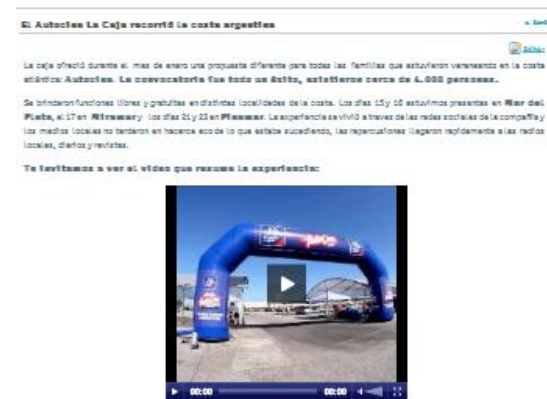 El Autocine La Caja recorrió la costa argentina
Editar
La caja ofreció durante el mes de enero una propuesta diferente para todas las familias que estuvieron veraneando en la costa
atlántica: Autocine. La convocatoria fue todo un éxito, asistieron cerca de 6.000 personas.
Se brindaron funciones libres y gratuitas en distintas localidades de la costa. Los días 15 y 16 estuvimos presentes en Mar del
Plata, el 17 en Miramar y los días 21 y 23 en Pinamar. La experiencia se vivió a traves de las redes sociales de la compañía y
los medios locales no tardaron en hacerce eco de lo que estaba sucediendo, las repercusiones llegaron rapidamente a las radios
locales, diarios y revistas.
Te invitamos a ver el video que resume la experiencia:
00:00 00:00